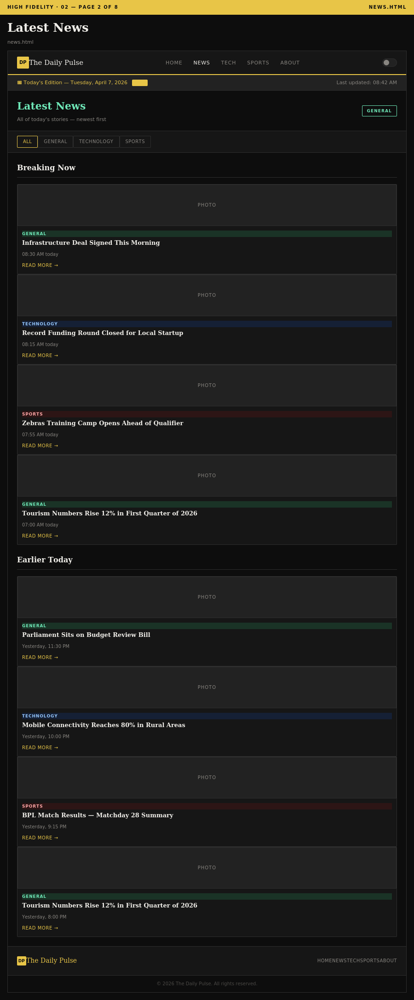 HIGH FIDELITY · 02 — PAGE 2 OF 8 NEWS.HTML
Latest News
news.html
DP The Daily Pulse HOME NEWS TECH SPORTS ABOUT
Today's Edition — Tuesday, April 7, 2026 Last updated: 08:42 AM
Latest News
All of today's stories — newest first
GENERAL
ALL GENERAL TECHNOLOGY SPORTS
Breaking Now
PHOTO
GENERAL
Infrastructure Deal Signed This Morning
08:30 AM today
READ MORE →
PHOTO
TECHNOLOGY
Record Funding Round Closed for Local Startup
08:15 AM today
READ MORE →
PHOTO
SPORTS
Zebras Training Camp Opens Ahead of Qualifier
07:55 AM today
READ MORE →
PHOTO
GENERAL
Tourism Numbers Rise 12% in First Quarter of 2026
07:00 AM today
READ MORE →
Earlier Today
PHOTO
GENERAL
Parliament Sits on Budget Review Bill
Yesterday, 11:30 PM
READ MORE →
PHOTO
TECHNOLOGY
Mobile Connectivity Reaches 80% in Rural Areas
Yesterday, 10:00 PM
READ MORE →
PHOTO
SPORTS
BPL Match Results — Matchday 28 Summary
Yesterday, 9:15 PM
READ MORE →
PHOTO
GENERAL
Tourism Numbers Rise 12% in First Quarter of 2026
Yesterday, 8:00 PM
READ MORE →
DP The Daily Pulse HOMENEWSTECHSPORTSABOUT
© 2026 The Daily Pulse. All rights reserved.